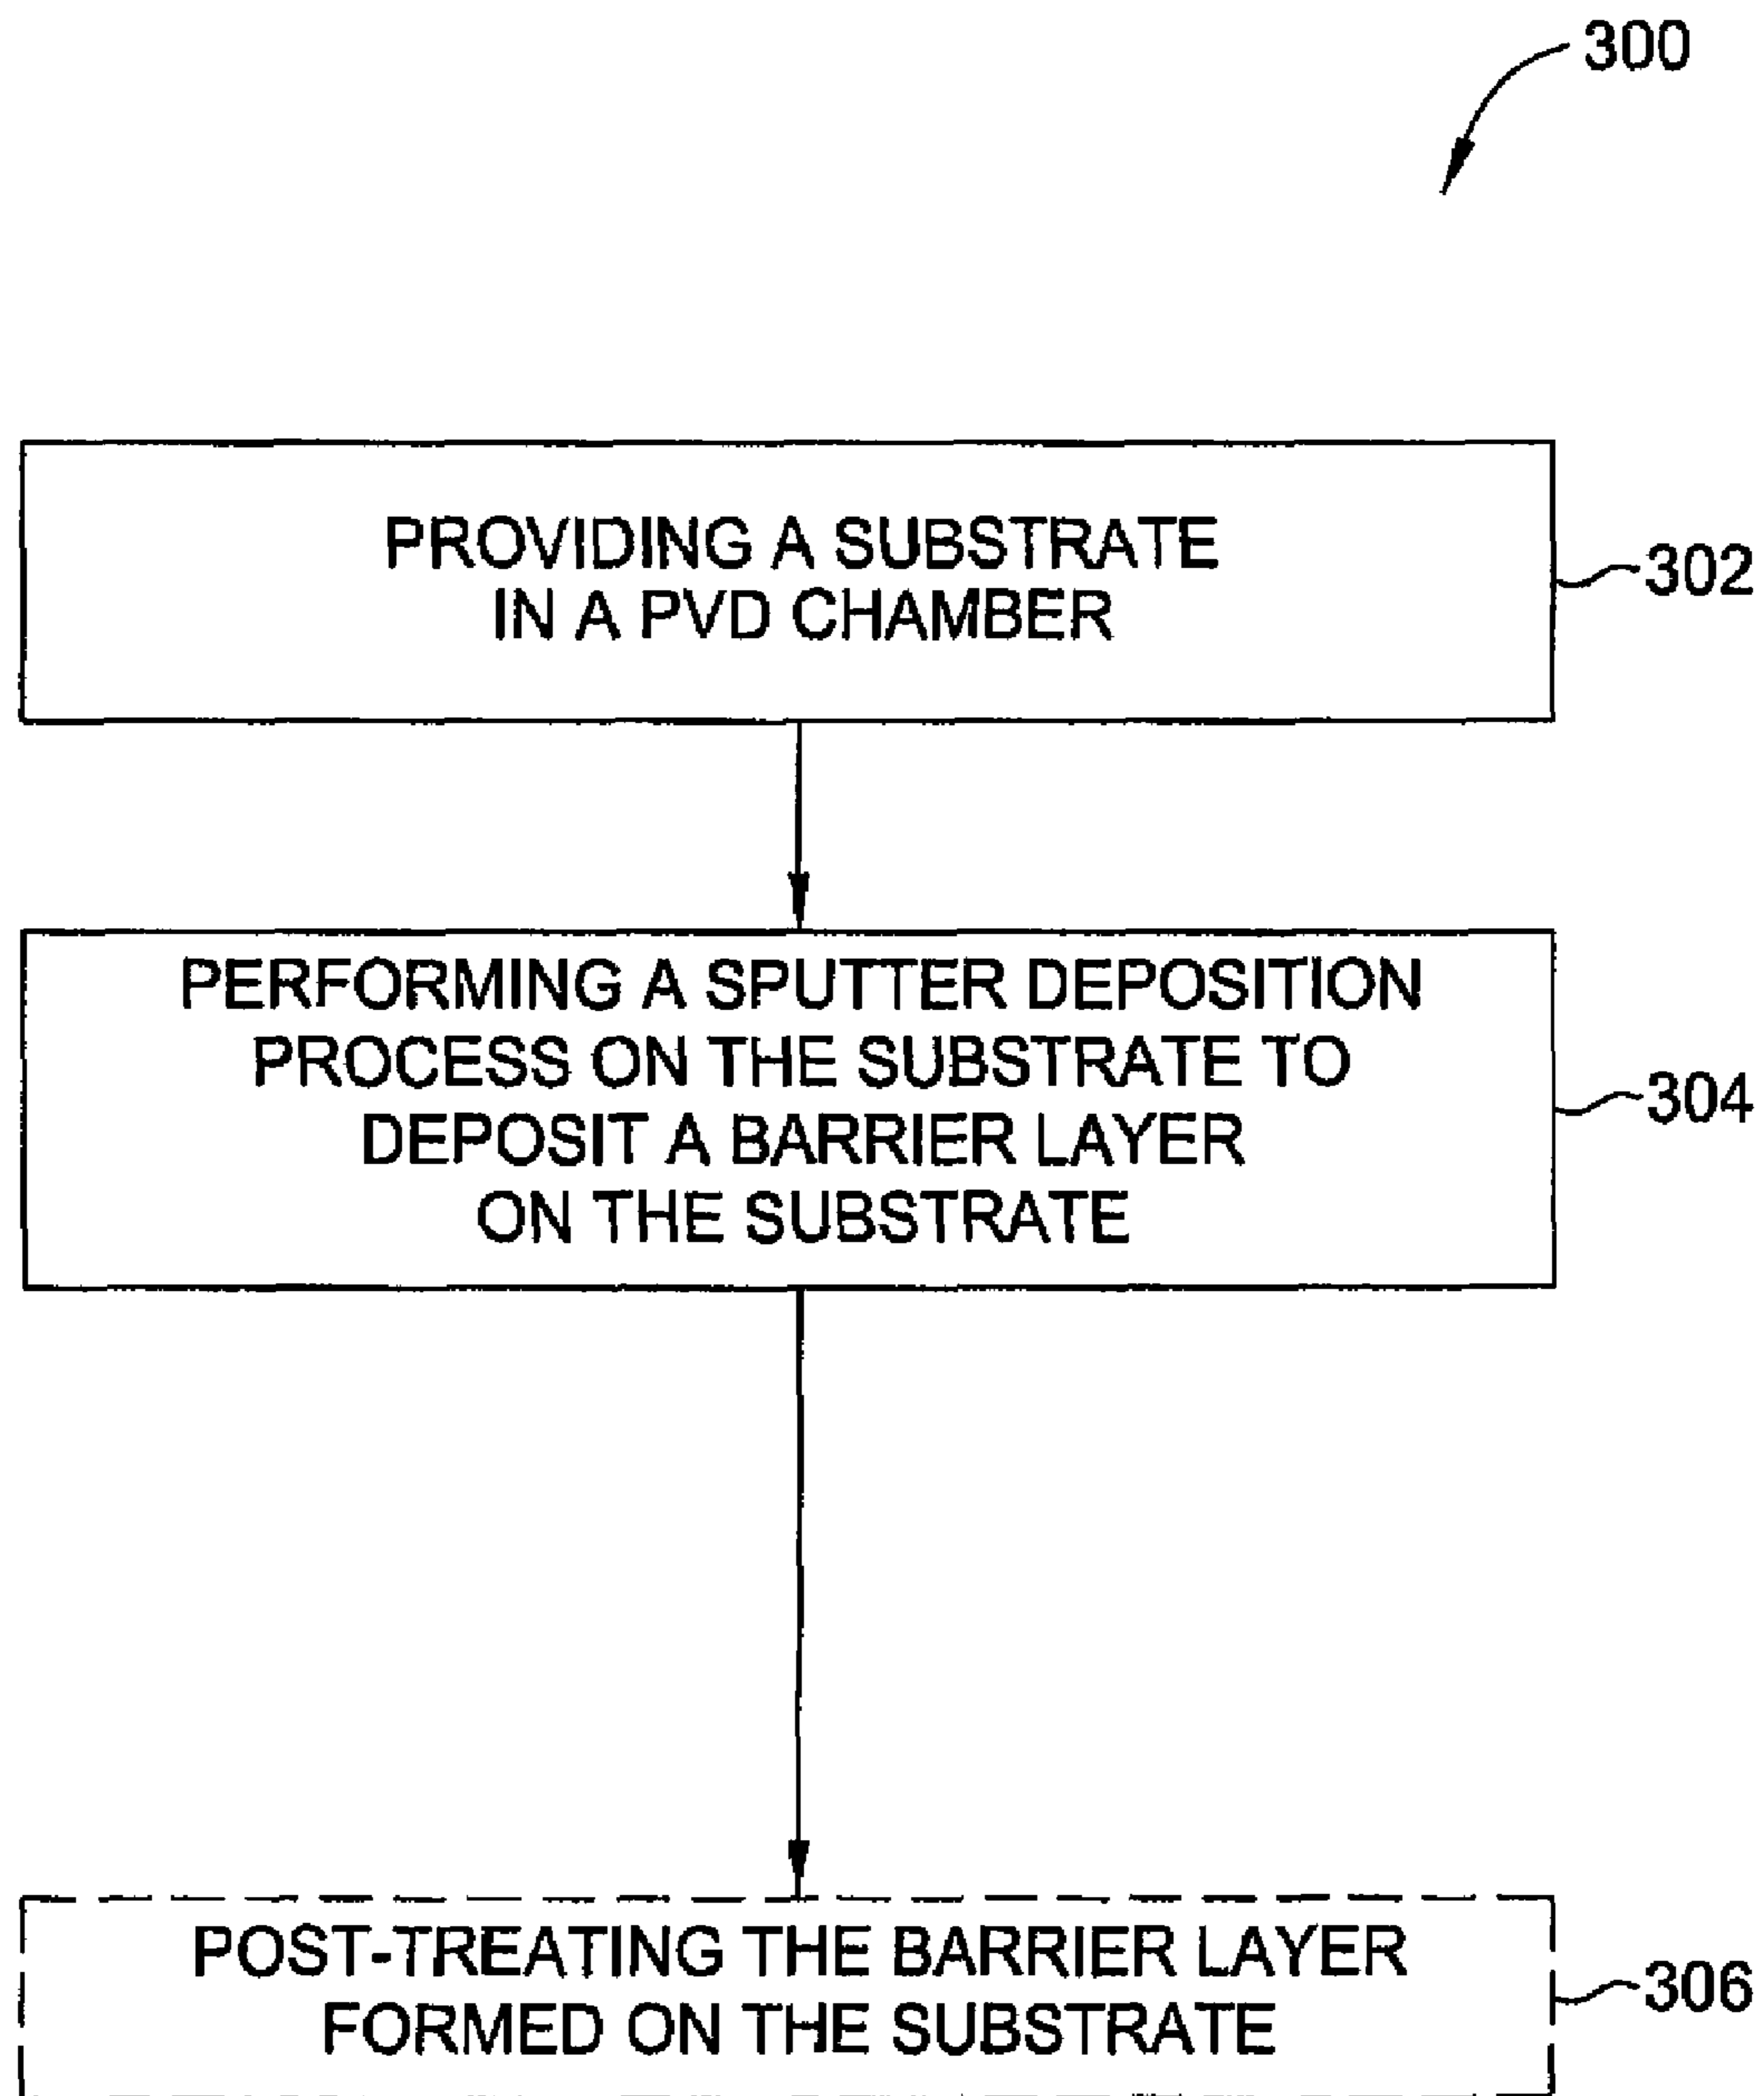 300
PROVIDING A SUBSTRATE
IN A PVD CHAMBER
302
PERFORMING A SPUTTER DEPOSITION
PROCESS ON THE SUBSTRATE TO
DEPOSIT A BARRIER LAYER
ON THE SUBSTRATE
304
POST-TREATING THE BARRIER LAYER
FORMED ON THE SUBSTRATE
306